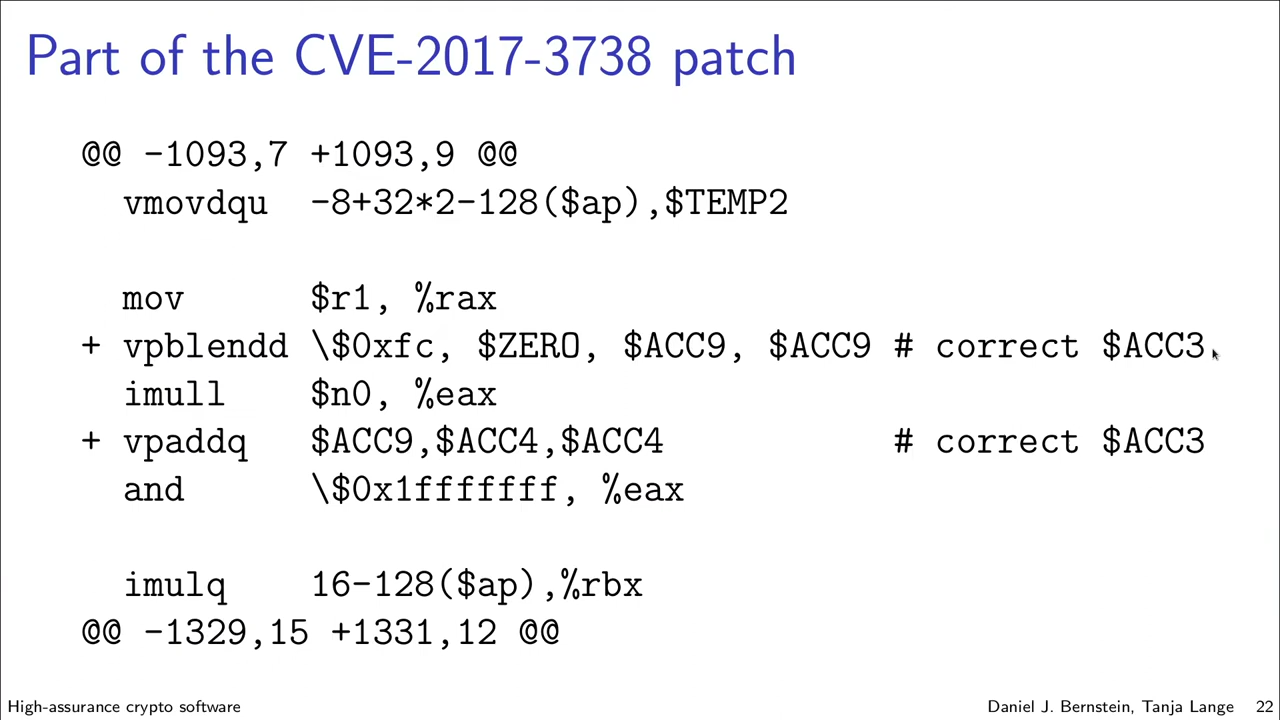 Part of the CVE-2017-3738 patch
@@ -1093,7 +1093,9 @@
vmovdqu -8+32*2-128($ap),$TEMP2
mov $r1, %rax
+ vpblendd \$0xfc, $ZERO, $ACC9, $ACC9 # correct $ACC3
imull $n0, %eax
+ vpaddq $ACC9,$ACC4,$ACC4 # correct $ACC3
and \$0x1fffffff, %eax
imulq 16-128($ap),%rbx
@@ -1329,15 +1331,12 @@
High-assurance crypto software Daniel J. Bernstein, Tanja Lange 22